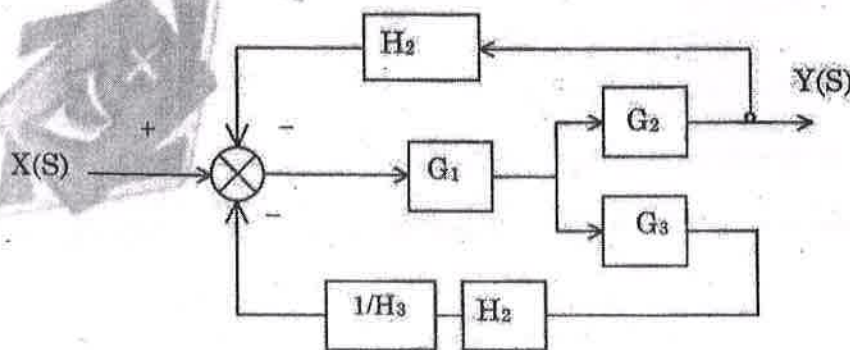 H₂
Y(S)
+
−
G₂
X(S)
G₁
−
G₃
1/H₃
H₂